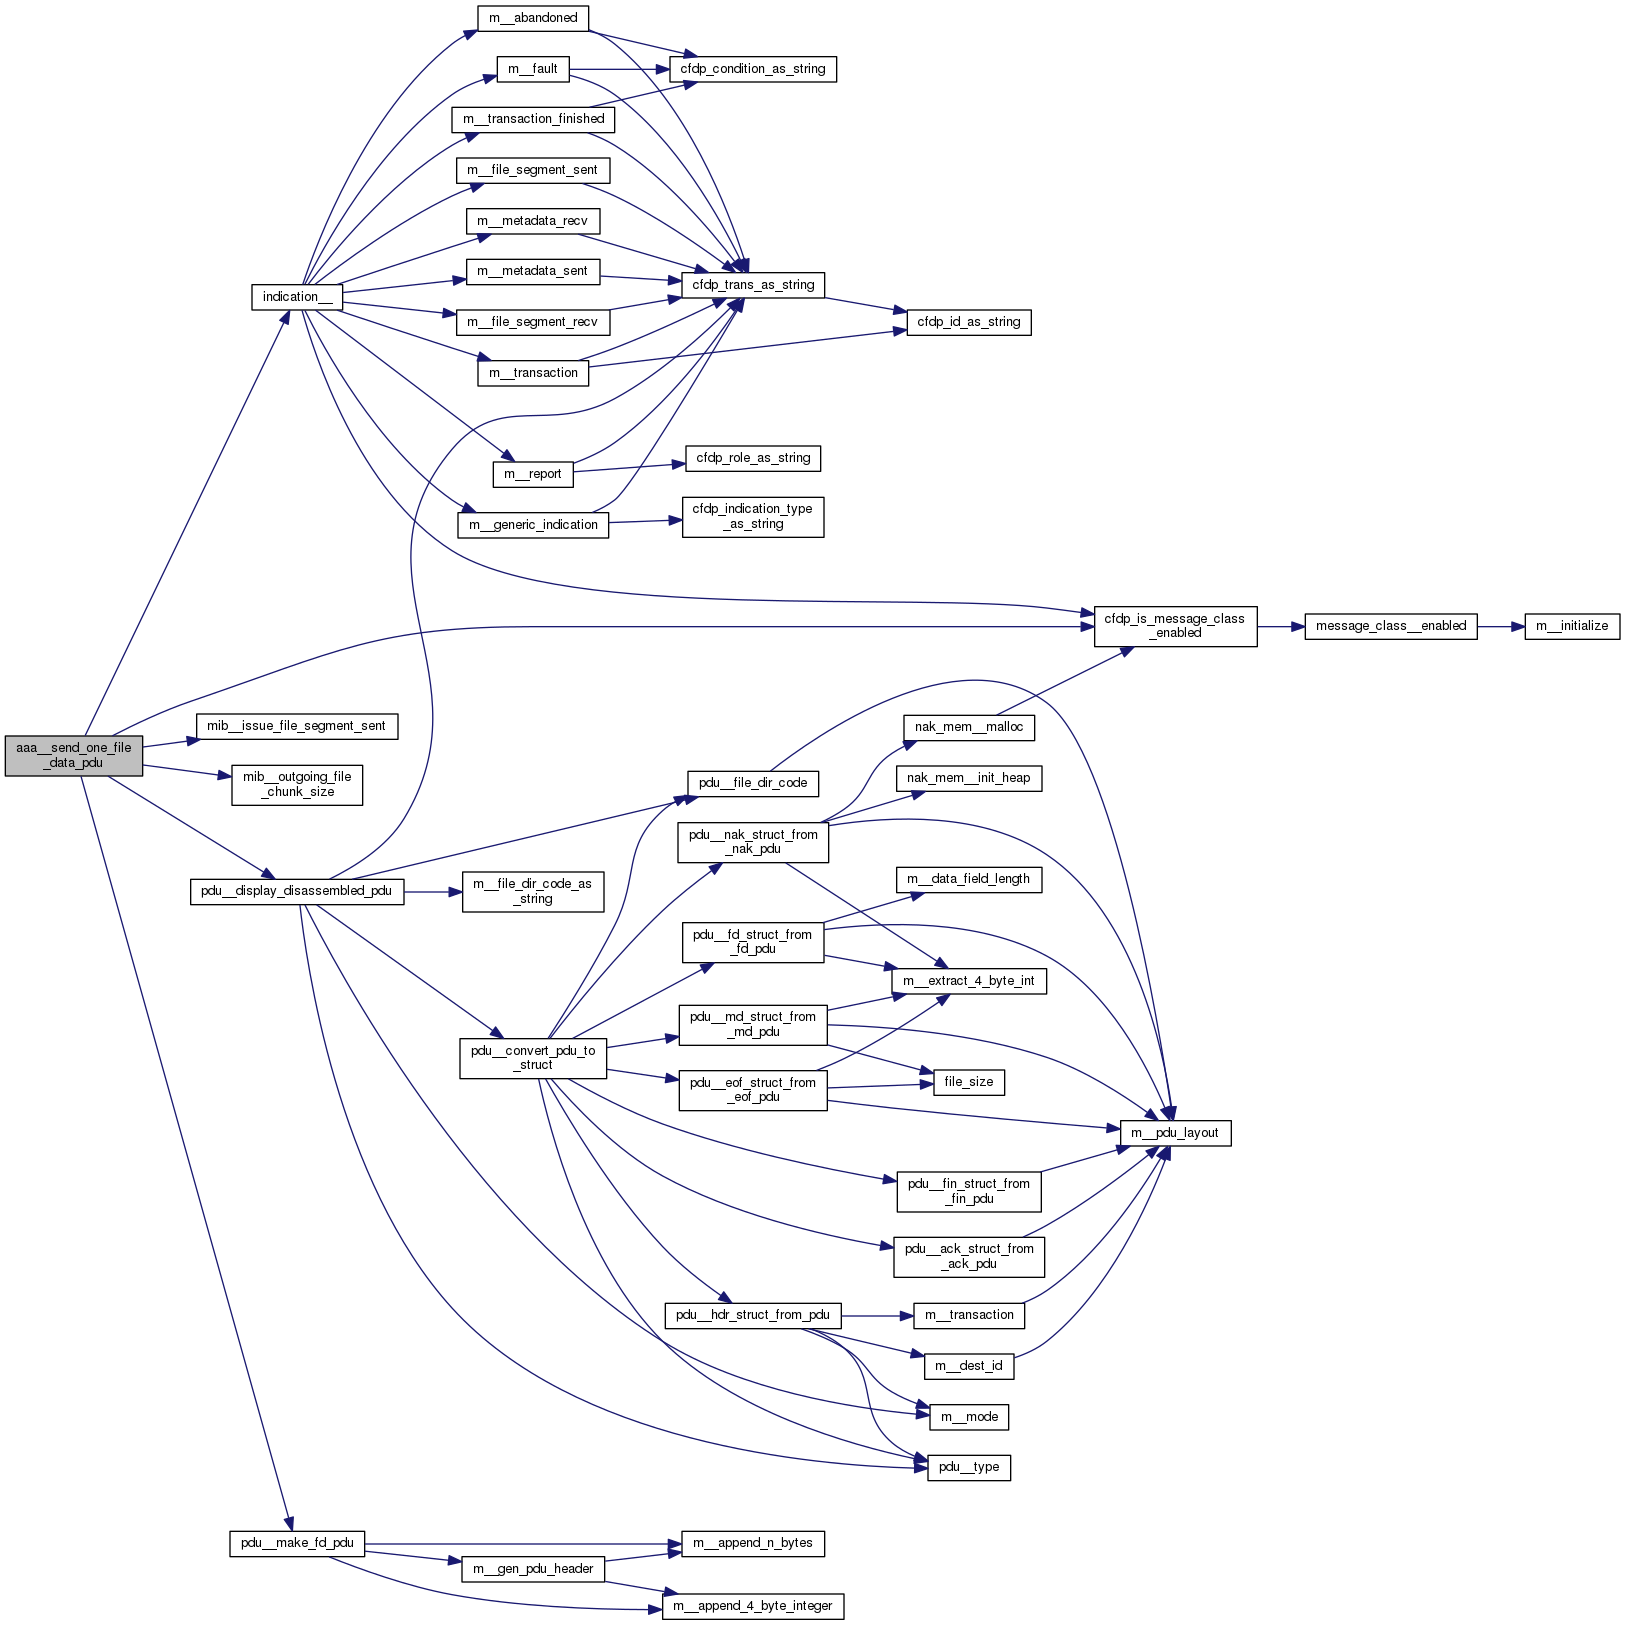 m__abandoned
m__fault
cfdp_condition_as_string
m__transaction_finished
m__file_segment_sent
m__metadata_recv
m__metadata_sent
cfdp_trans_as_string
indication__
m__file_segment_recv
cfdp_id_as_string
m__transaction
cfdp_role_as_string
m__report
cfdp_indication_type
_as_string
m__generic_indication
cfdp_is_message_class
_enabled
message_class__enabled
m__initialize
mib__issue_file_segment_sent
nak_mem__malloc
aaa__send_one_file
_data_pdu
mib__outgoing_file
_chunk_size
pdu__file_dir_code
nak_mem__init_heap
pdu__nak_struct_from
_nak_pdu
m__data_field_length
pdu__display_disassembled_pdu
m__file_dir_code_as
_string
pdu__fd_struct_from
_fd_pdu
m__extract_4_byte_int
pdu__md_struct_from
_md_pdu
pdu__convert_pdu_to
_struct
pdu__eof_struct_from
_eof_pdu
file_size
m__pdu_layout
pdu__fin_struct_from
_fin_pdu
pdu__ack_struct_from
_ack_pdu
pdu__hdr_struct_from_pdu
m__transaction
m__dest_id
m__mode
pdu__type
pdu__make_fd_pdu
m__append_n_bytes
m__gen_pdu_header
m__append_4_byte_integer